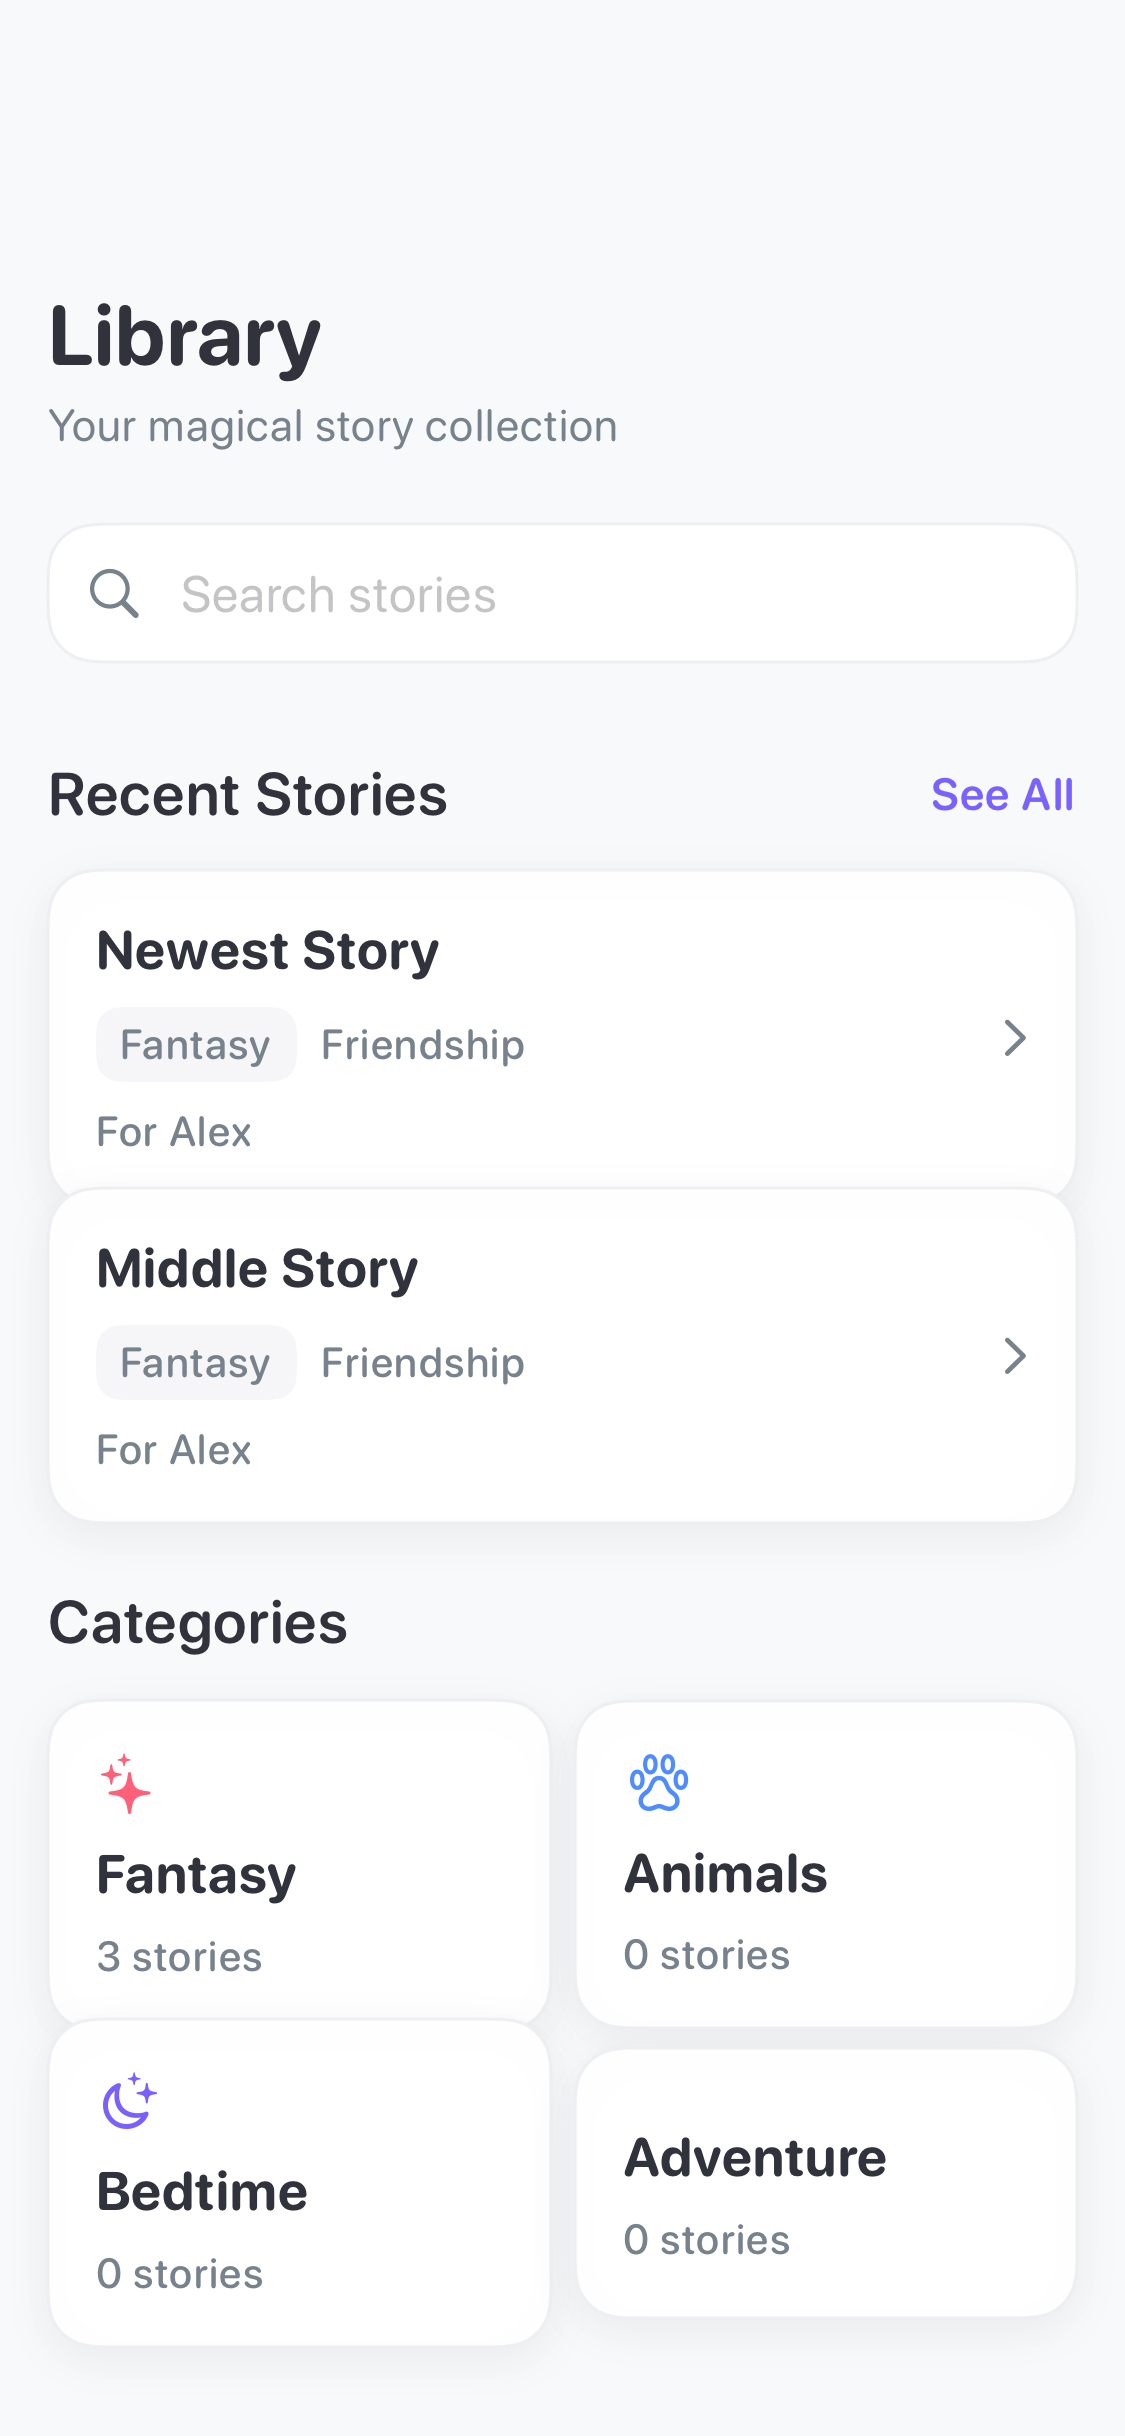 Library
Your magical story collection
Search stories
Recent Stories
See All
Newest Story
Fantasy Friendship
For Alex
Middle Story
Fantasy Friendship
For Alex
Categories
Fantasy
3 stories
Animals
0 stories
Bedtime
0 stories
Adventure
0 stories